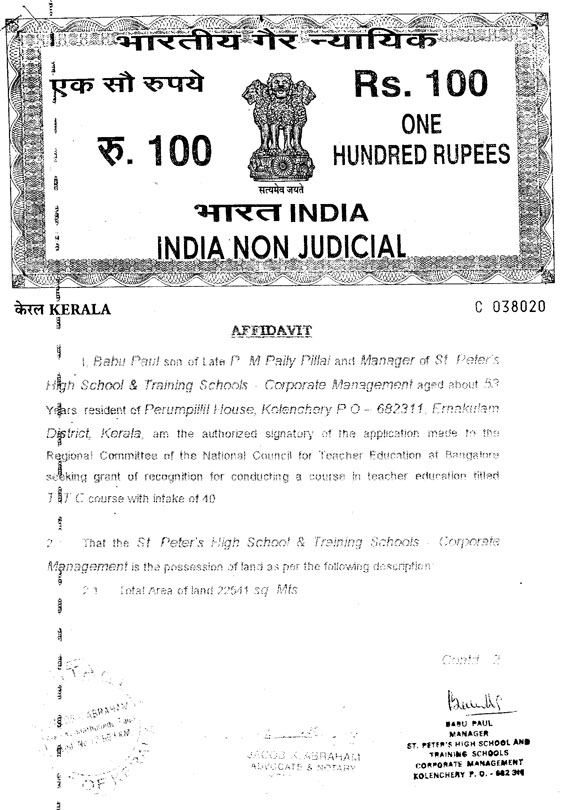 भारतीय गैर न्यायिक
एक सौ रुपये
Rs. 100
रु. 100
ONE
HUNDRED RUPEES
सत्यमेव जयते
भारत INDIA
INDIA NON JUDICIAL
केरल KERALA
C 038020
AFFIDAVIT
I, Babu Paul son of Late P M Paily Pillai and Manager of St Peter's
High School & Training Schools - Corporate Management aged about 53
Years, resident of Perumpillil House, Kolenchery P O - 682311, Ernakulam
District, Kerala, am the authorized signatory of the application made to the
Regional Committee of the National Council for Teacher Education at Bangalore
seeking grant of recognition for conducting a course in teacher education titled
T T C course with intake of 40
2 That the St Peter's High School & Training Schools - Corporate
Management is the possession of land as per the following description:
2.1 Total Area of land 22541 sq Mts
Contd 2
BABU PAUL
MANAGER
ST. PETER'S HIGH SCHOOL AND
TRAINING SCHOOLS
CORPORATE MANAGEMENT
KOLENCHERY P. O. - 682 311
JACOB K. ABRAHAM
ADVOCATE & NOTARY
ABRAHAM